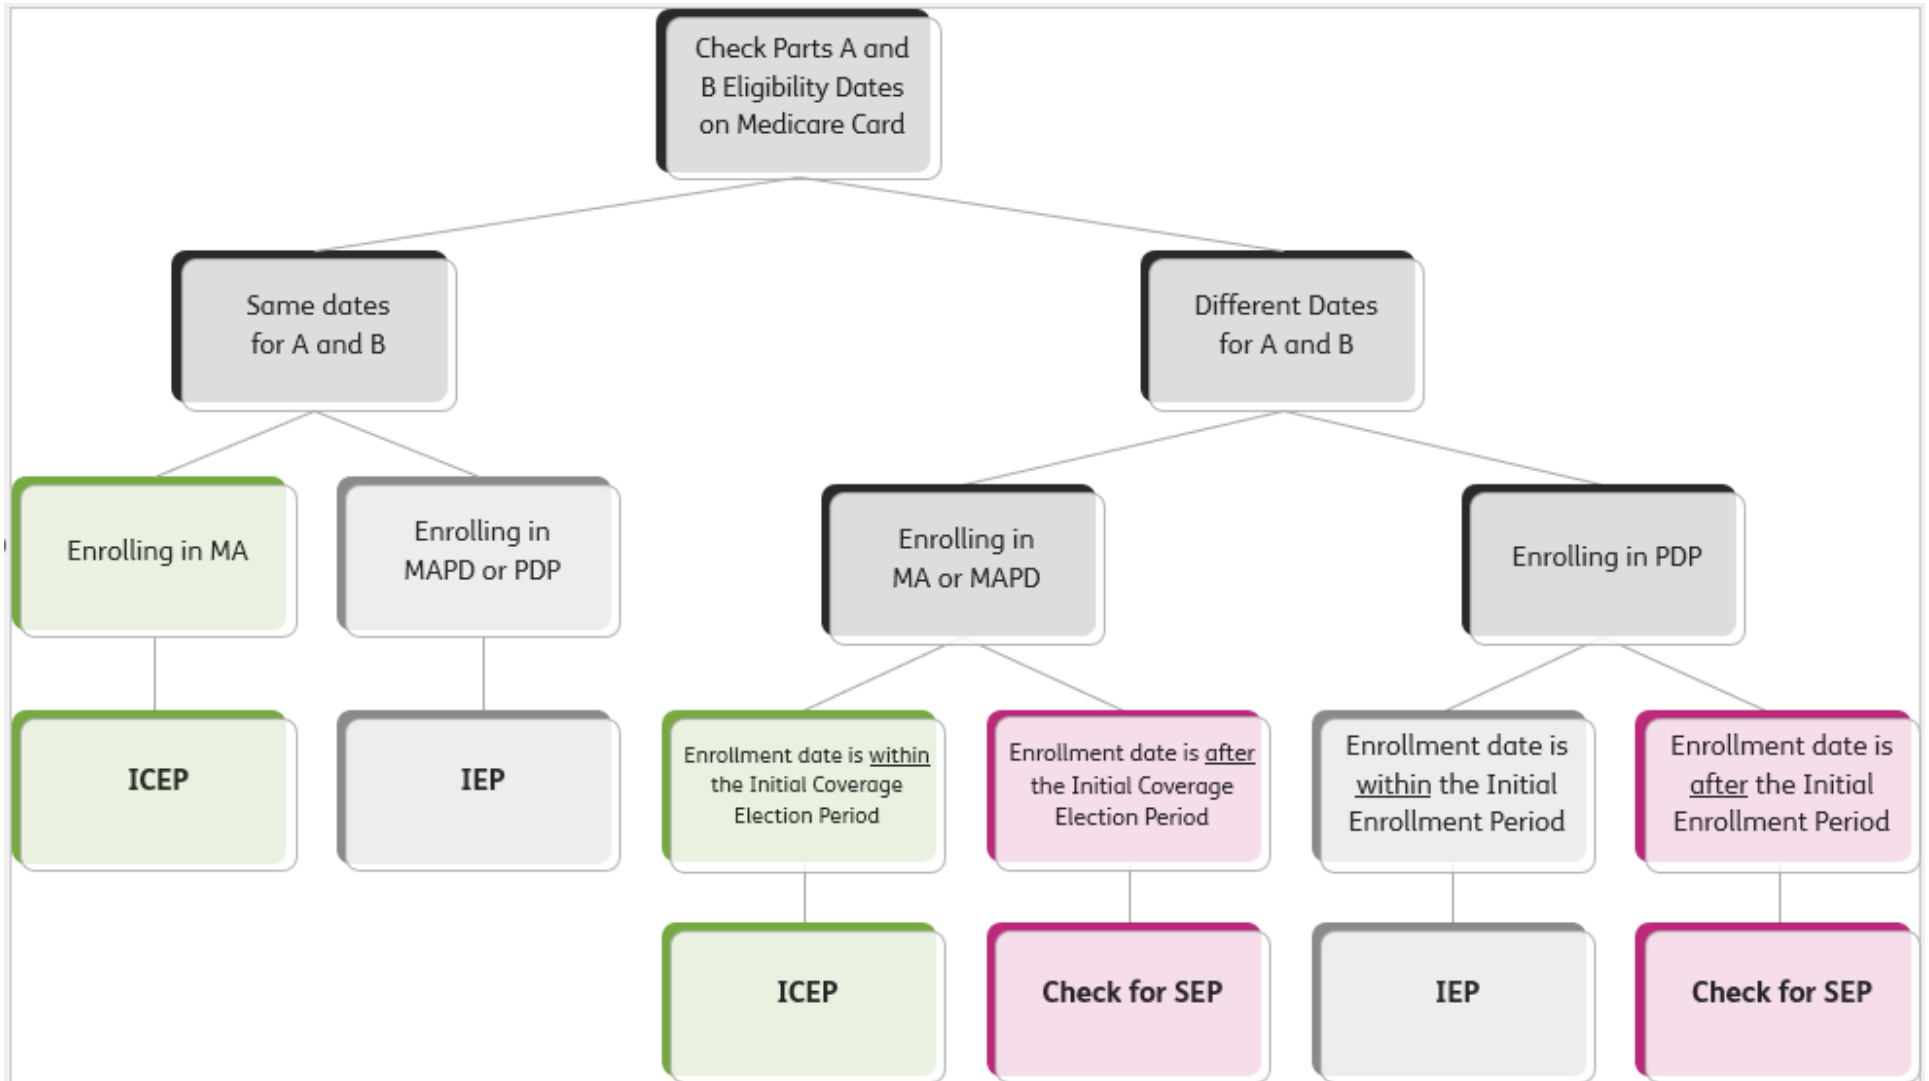 Check Parts A and
B Eligibility Dates
on Medicare Card
Same dates
for A and B
Different Dates
for A and B
Enrolling in MA
Enrolling in
MAPD or PDP
Enrolling in
MA or MAPD
Enrolling in PDP
ICEP
IEP
Enrollment date is within
the Initial Coverage
Election Period
Enrollment date is after
the Initial Coverage
Election Period
Enrollment date is
within the Initial
Enrollment Period
Enrollment date is
after the Initial
Enrollment Period
ICEP
Check for SEP
IEP
Check for SEP